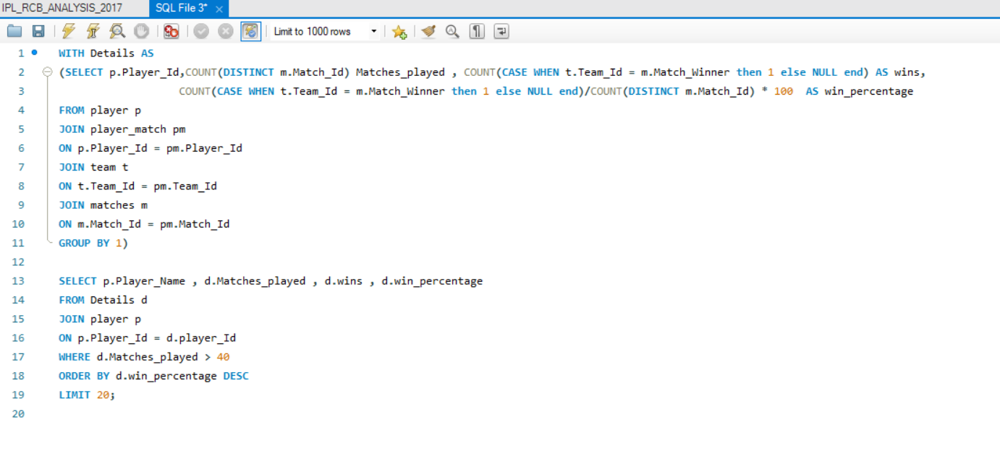 IPL_RCB_ANALYSIS_2017 SQL File 3* ×
Limit to 1000 rows
1 WITH Details AS
2 (SELECT p.Player_Id,COUNT(DISTINCT m.Match_Id) Matches_played , COUNT(CASE WHEN t.Team_Id = m.Match_Winner then 1 else NULL end) AS wins,
3 COUNT(CASE WHEN t.Team_Id = m.Match_Winner then 1 else NULL end)/COUNT(DISTINCT m.Match_Id) * 100  AS win_percentage
4 FROM player p
5 JOIN player_match pm
6 ON p.Player_Id = pm.Player_Id
7 JOIN team t
8 ON t.Team_Id = pm.Team_Id
9 JOIN matches m
10 ON m.Match_Id = pm.Match_Id
11 GROUP BY 1)
12
13 SELECT p.Player_Name , d.Matches_played , d.wins , d.win_percentage
14 FROM Details d
15 JOIN player p
16 ON p.Player_Id = d.player_Id
17 WHERE d.Matches_played > 40
18 ORDER BY d.win_percentage DESC
19 LIMIT 20;
20